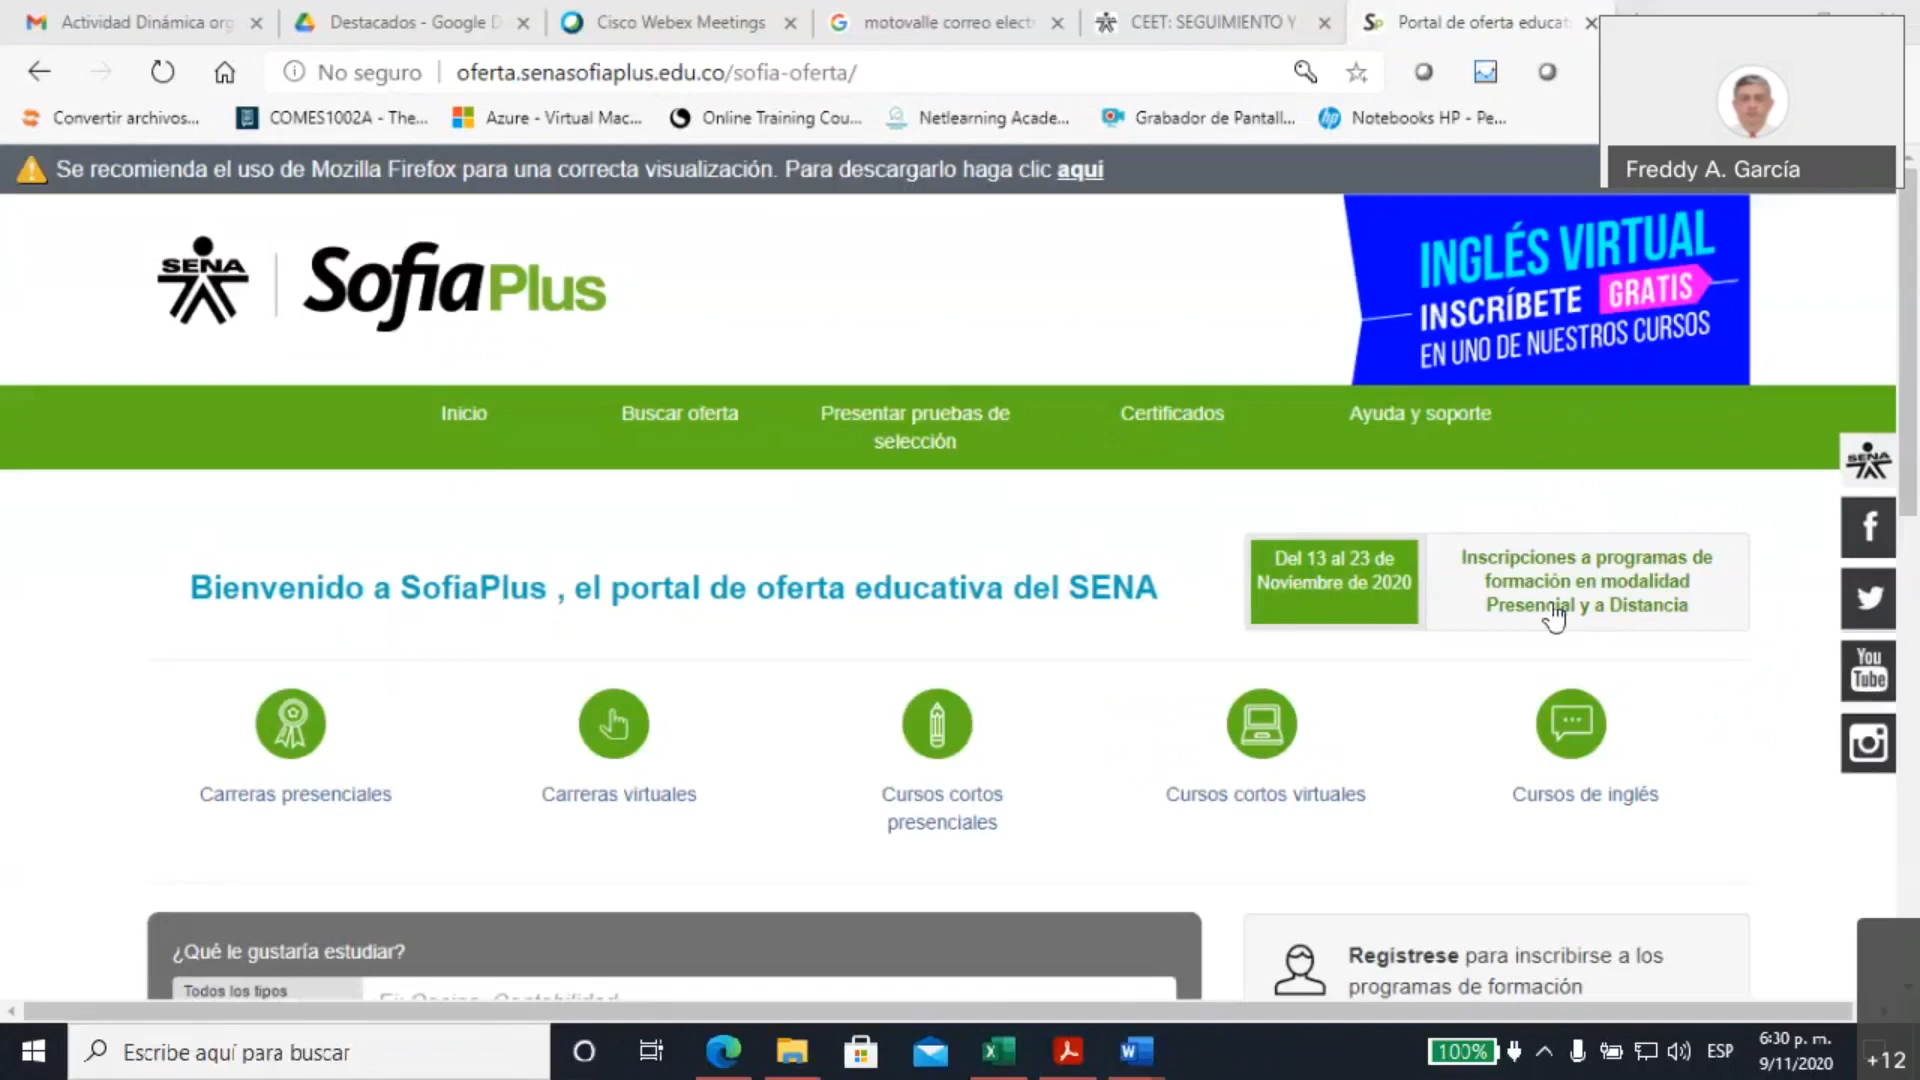 Actividad Dinámica org
Destacados - Google D
Cisco Webex Meetings
motovalle correo elect
CEET: SEGUIMIENTO Y
Portal de oferta educat
No seguro
oferta.senasofiaplus.edu.co/sofia-oferta/
Convertir archivos...
COMES1002A - The...
Azure - Virtual Mac...
Online Training Cou...
Netlearning Acade...
Grabador de Pantall...
Notebooks HP - Pe...
Freddy A. García
Se recomienda el uso de Mozilla Firefox para una correcta visualización. Para descargarlo haga clic aquí
SENA
SofiaPlus
INGLÉS VIRTUAL
INSCRÍBETE GRATIS
EN UNO DE NUESTROS CURSOS
Inicio
Buscar oferta
Presentar pruebas de
selección
Certificados
Ayuda y soporte
SENA
You
Tube
Bienvenido a SofiaPlus , el portal de oferta educativa del SENA
Del 13 al 23 de
Noviembre de 2020
Inscripciones a programas de
formación en modalidad
Presencial y a Distancia
Carreras presenciales
Carreras virtuales
Cursos cortos
presenciales
Cursos cortos virtuales
Cursos de inglés
¿Qué le gustaría estudiar?
Todos los tipos
Regístrese para inscribirse a los
programas de formación
Escribe aquí para buscar
100%
ESP
6:30 p. m.
9/11/2020
+12